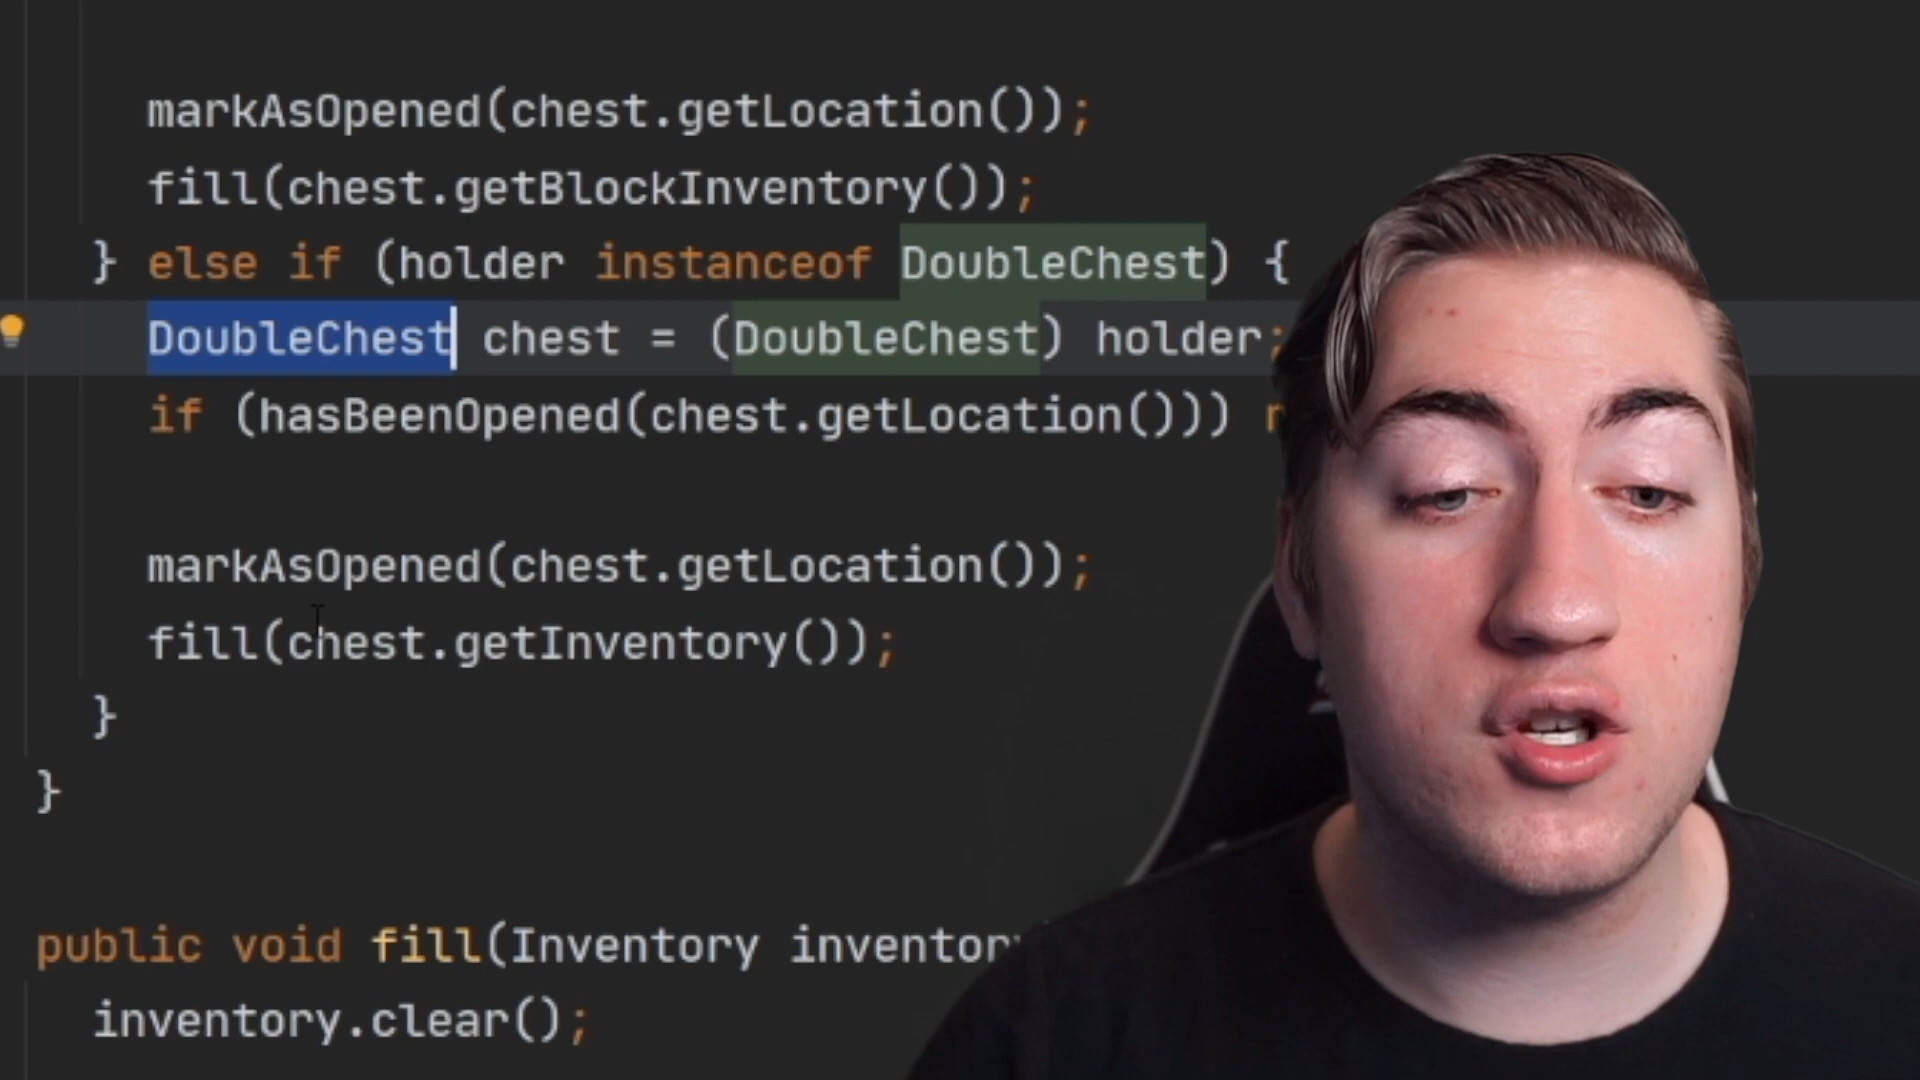 markAsOpened(chest.getLocation());
fill(chest.getBlockInventory());
} else if (holder instanceof DoubleChest) {
DoubleChest chest = (DoubleChest) holder;
if (hasBeenOpened(chest.getLocation()))
markAsOpened(chest.getLocation());
fill(chest.getInventory());
}
}
public void fill(Inventory inventory
inventory.clear();